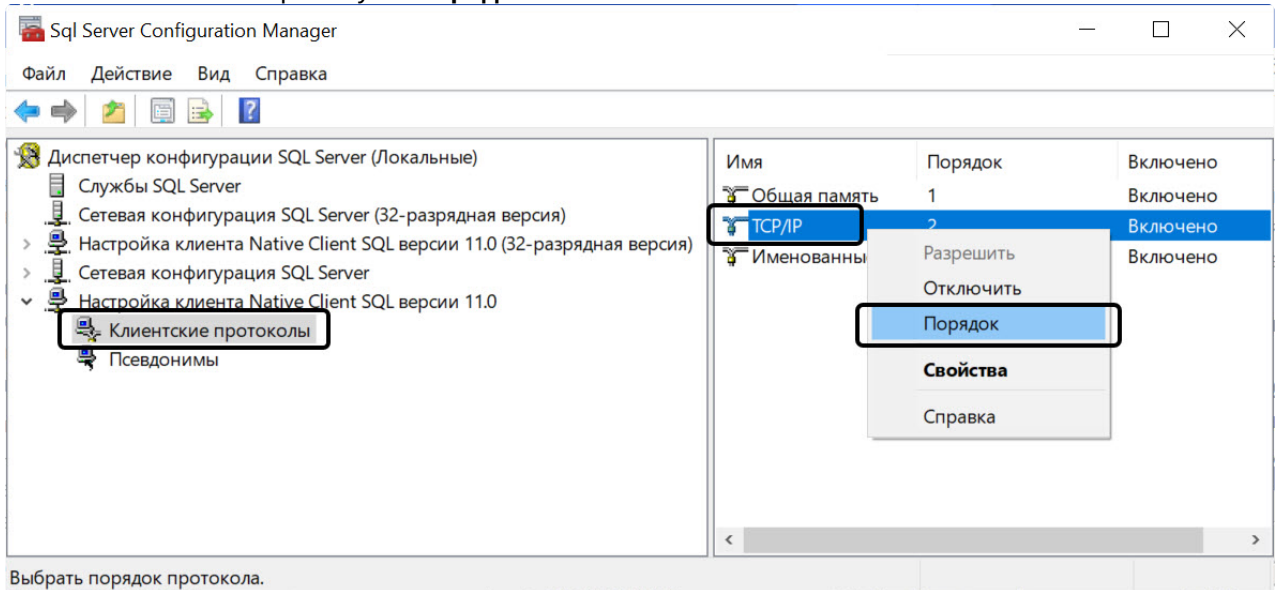 Sql Server Configuration Manager
Файл Действие Вид Справка
Диспетчер конфигурации SQL Server (Локальные)
Службы SQL Server
Сетевая конфигурация SQL Server (32-разрядная версия)
Настройка клиента Native Client SQL версии 11.0 (32-разрядная версия)
Сетевая конфигурация SQL Server
Настройка клиента Native Client SQL версии 11.0
Клиентские протоколы
Псевдонимы
Имя Порядок Включено
Общая память 1 Включено
TCP/IP 2 Включено
Именованны Включено
Разрешить
Отключить
Порядок
Свойства
Справка
Выбрать порядок протокола.